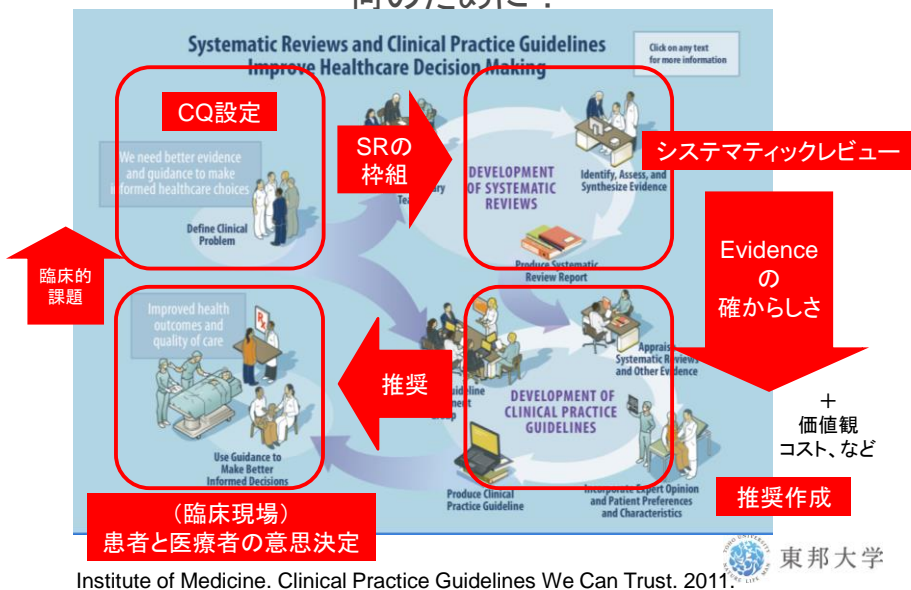 何のために？
Systematic Reviews and Clinical Practice Guidelines
Improve Healthcare Decision Making
Click on any text
for more information
CQ設定
We need better evidence
and guidance to make
informed healthcare choices
Define Clinical
Problem
SRの
枠組
DEVELOPMENT
OF SYSTEMATIC
REVIEWS
Identify, Assess, and
Synthesize Evidence
Produce Systematic
Review Report
システマティックレビュー
Evidence
の
確からしさ
臨床的
課題
Improved health
outcomes and
quality of care
Use Guidance to
Make Better
Informed Decisions
推奨
Appraise
Systematic Reviews
and Other Evidence
DEVELOPMENT OF
CLINICAL PRACTICE
GUIDELINES
Produce Clinical
Practice Guideline
Incorporate Expert Opinion
and Patient Preferences
and Characteristics
＋
価値観
コスト、など
推奨作成
（臨床現場）
患者と医療者の意思決定
東邦大学
Institute of Medicine. Clinical Practice Guidelines We Can Trust. 2011.